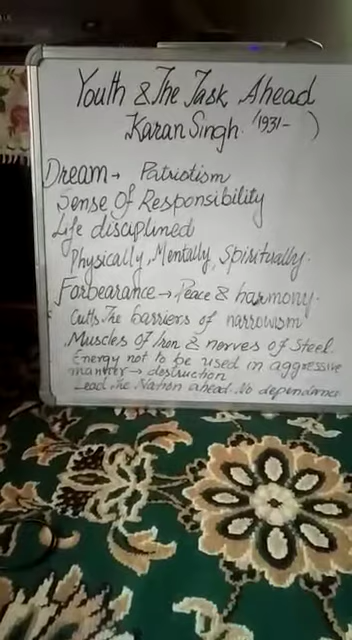 Youth & The Task Ahead
Karan Singh (1931- )
Dream → Patriotism
Sense Of Responsibility
Life disciplined
Physically, Mentally, Spiritually.
Forbearance → Peace & harmony.
Cutts The barriers of narrowism
Muscles of Iron & nerves of Steel.
Energy not to be used in aggressive
manner → destruction
Lead The Nation ahead. No dependance